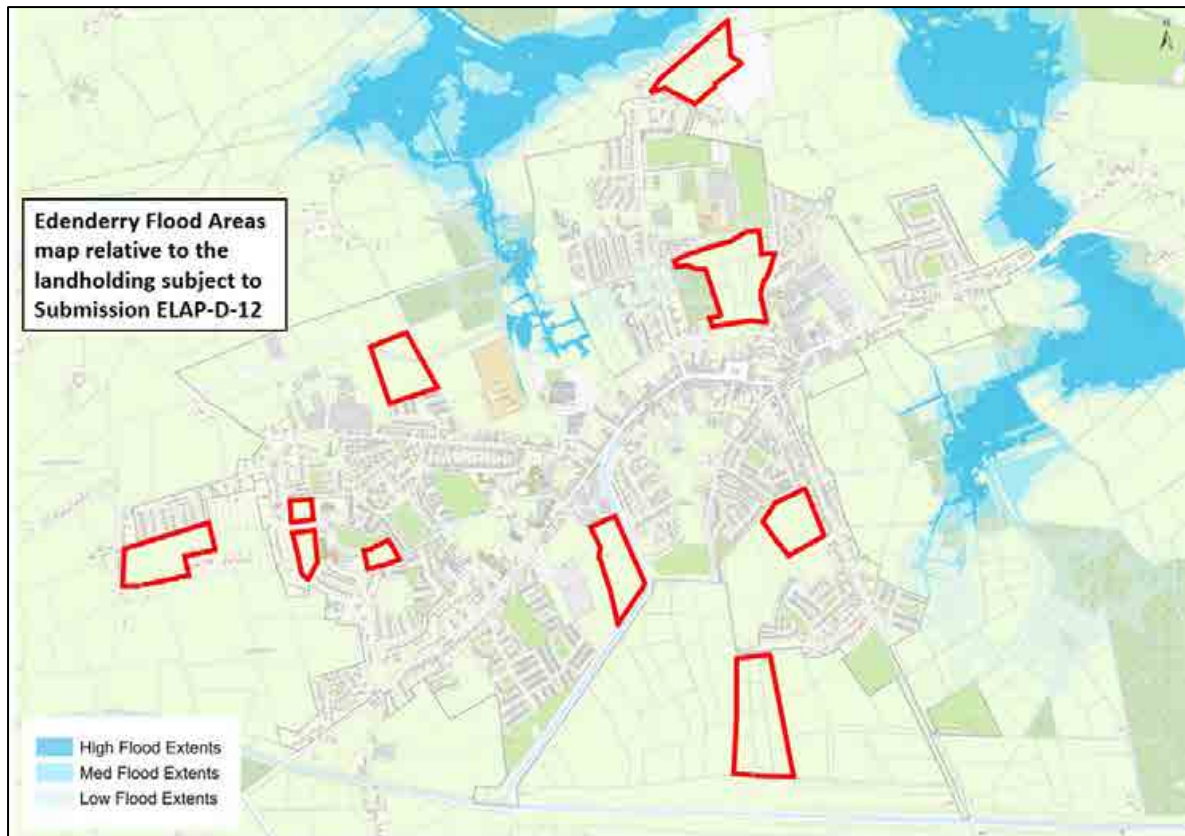 N
Edenderry Flood Areas
map relative to the
landholding subject to
Submission ELAP-D-12
High Flood Extents
Med Flood Extents
Low Flood Extents